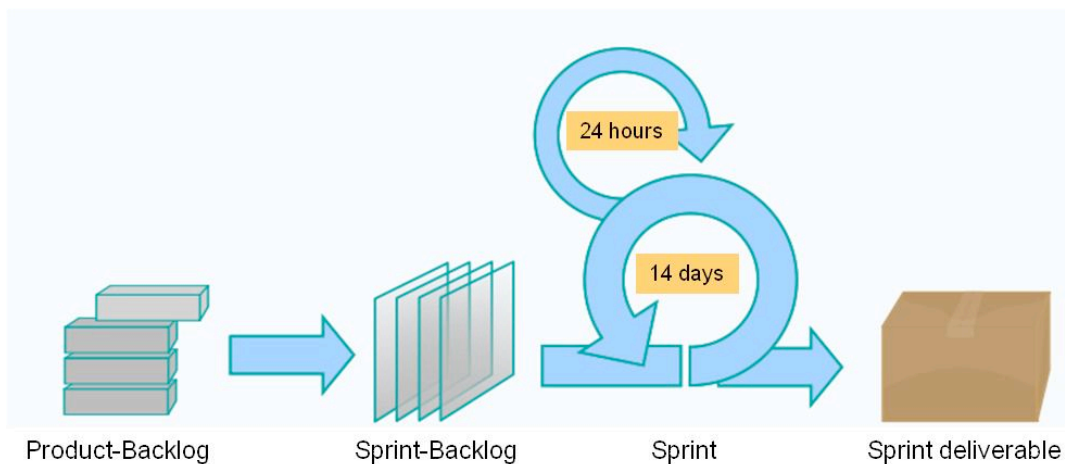 24 hours
14 days
Product-Backlog
Sprint-Backlog
Sprint
Sprint deliverable